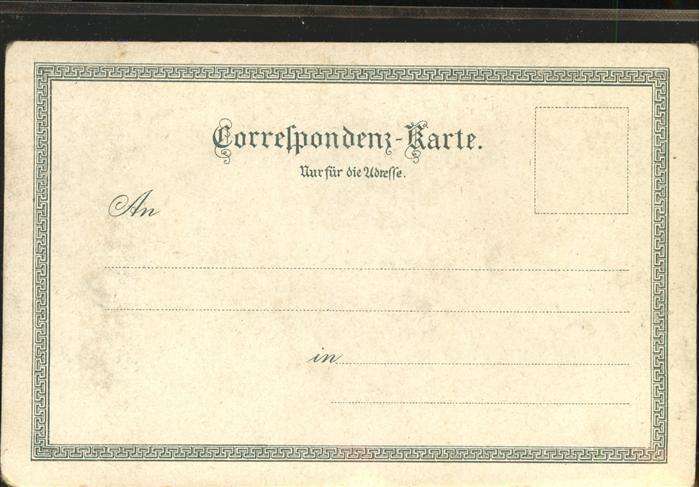 Correſpondenz-Karte.
Nur für die Adreſſe.
An
in